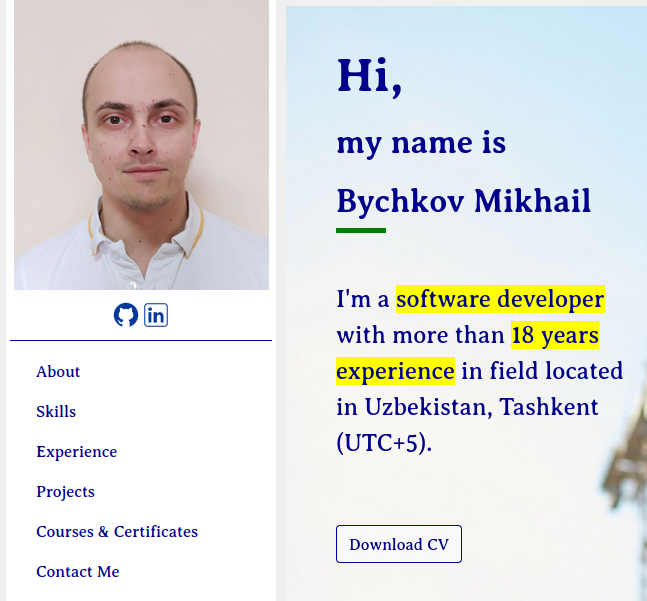 About
Skills
Experience
Projects
Courses & Certificates
Contact Me
Hi,
my name is
Bychkov Mikhail
I'm a software developer
with more than 18 years
experience in field located
in Uzbekistan, Tashkent
(UTC+5).
Download CV